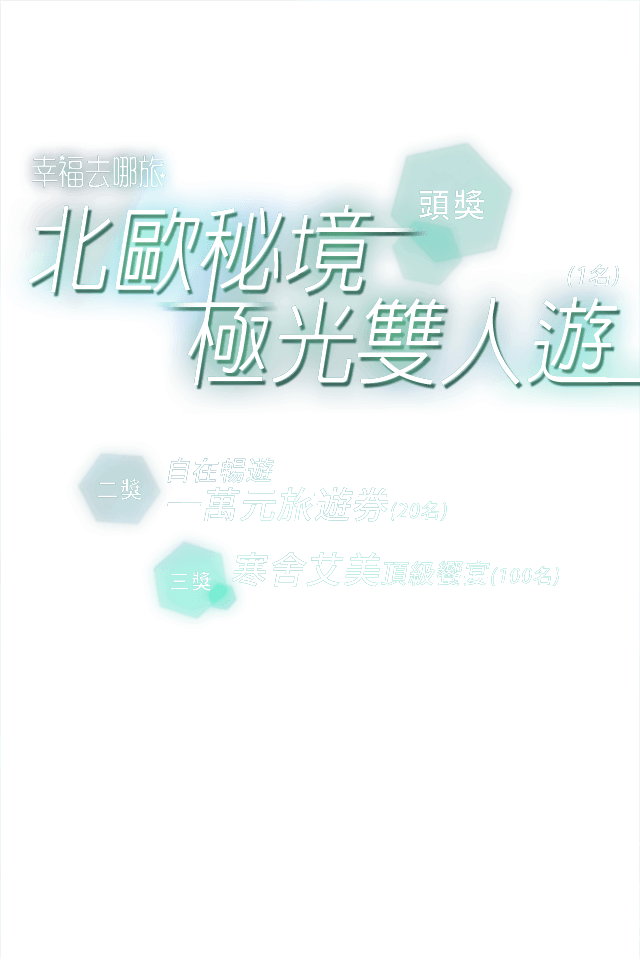 幸福去哪旅
頭獎
北歐秘境
(1名)
極光雙人遊
二獎
自在暢遊
一萬元旅遊券(20名)
三獎
寒舍艾美頂級饗宴(100名)